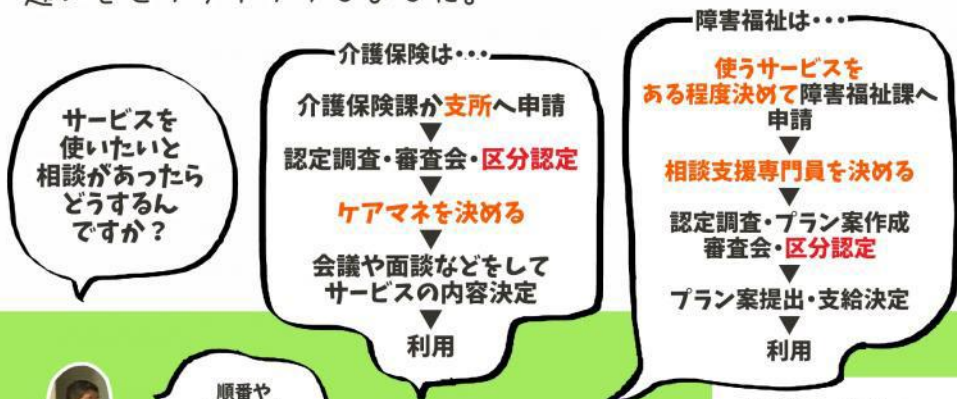 サービスを
使いたいと
相談があったら
どうするん
ですか？
介護保険は・・・
介護保険課か支所へ申請
▼
認定調査・審査会・区分認定
▼
ケアマネを決める
▼
会議や面談などをして
サービスの内容決定
▼
利用
障害福祉は・・・
使うサービスを
ある程度決めて障害福祉課へ
申請
▼
相談支援専門員を決める
▼
認定調査・プラン案作成
審査会・区分認定
▼
プラン案提出・支給決定
▼
利用
順番や